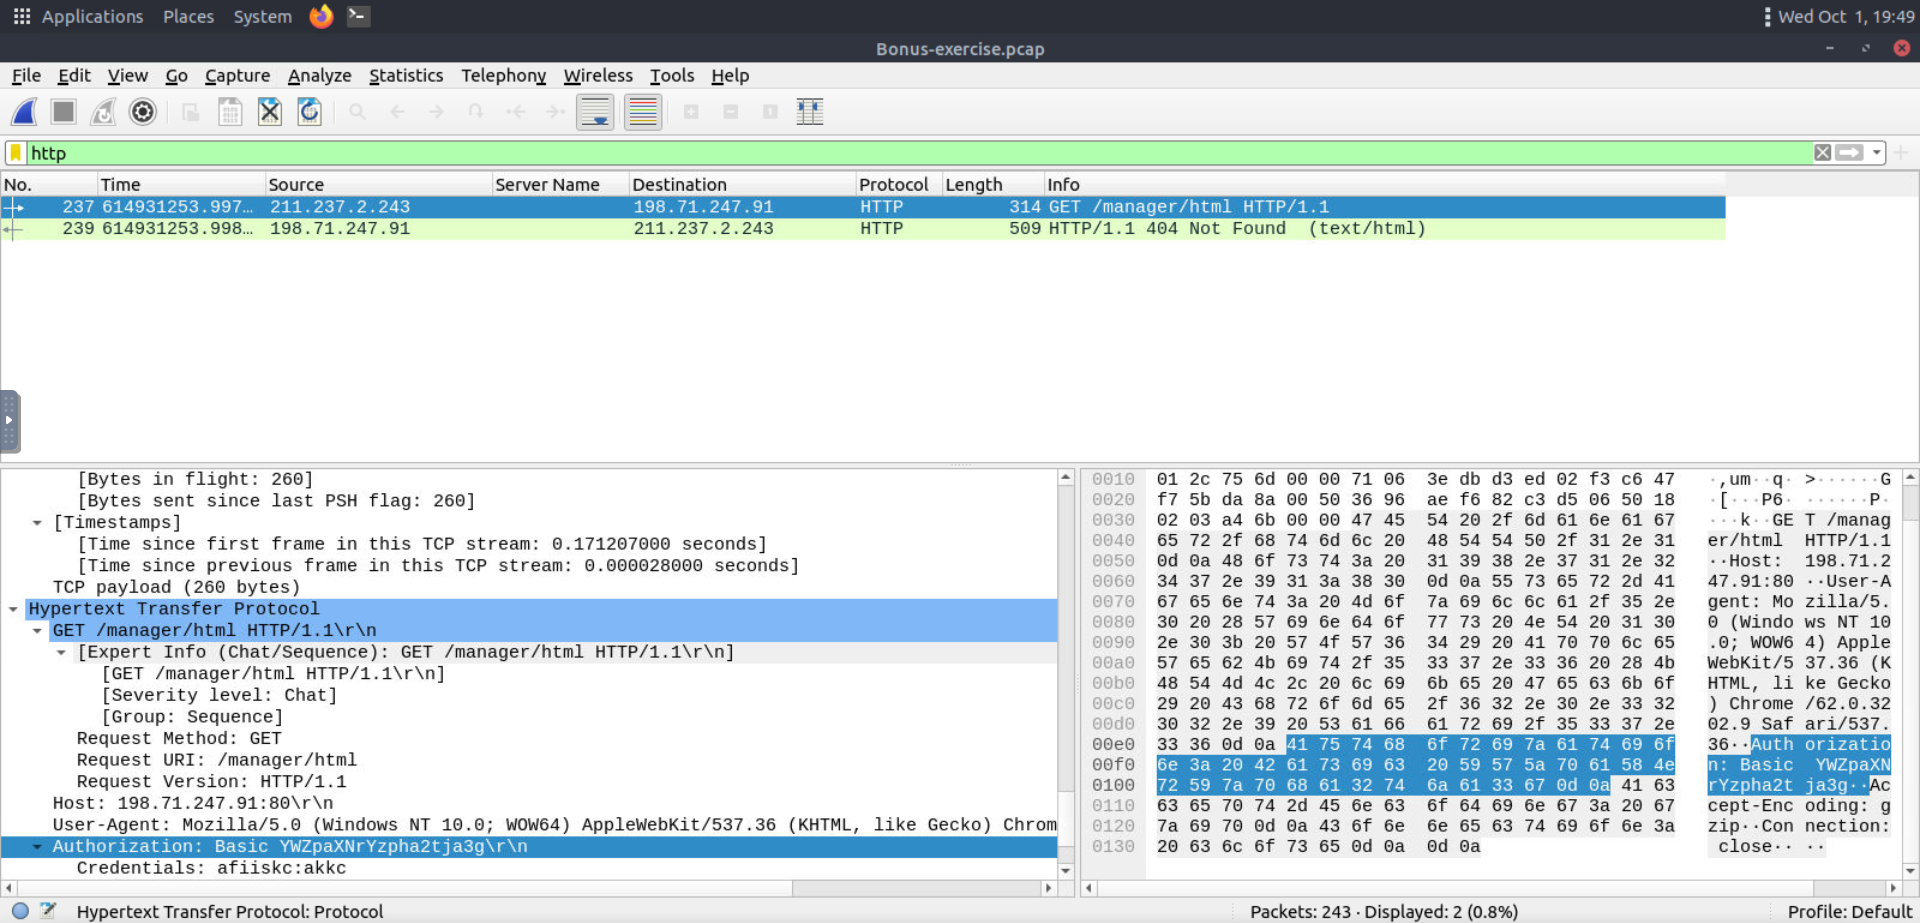 Applications Places System
Wed Oct 1, 19:49
Bonus-exercise.pcap
File Edit View Go Capture Analyze Statistics Telephony Wireless Tools Help
http
No. Time Source Server Name Destination Protocol Length Info
237 614931253.997… 211.237.2.243 198.71.247.91 HTTP 314 GET /manager/html HTTP/1.1
239 614931253.998… 198.71.247.91 211.237.2.243 HTTP 509 HTTP/1.1 404 Not Found (text/html)
[Bytes in flight: 260]
[Bytes sent since last PSH flag: 260]
[Timestamps]
[Time since first frame in this TCP stream: 0.171207000 seconds]
[Time since previous frame in this TCP stream: 0.000028000 seconds]
TCP payload (260 bytes)
Hypertext Transfer Protocol
GET /manager/html HTTP/1.1\r\n
[Expert Info (Chat/Sequence): GET /manager/html HTTP/1.1\r\n]
[GET /manager/html HTTP/1.1\r\n]
[Severity level: Chat]
[Group: Sequence]
Request Method: GET
Request URI: /manager/html
Request Version: HTTP/1.1
Host: 198.71.247.91:80\r\n
User-Agent: Mozilla/5.0 (Windows NT 10.0; WOW64) AppleWebKit/537.36 (KHTML, like Gecko) Chrom
Authorization: Basic YWZpaXNrYzpha2tja3g\r\n
Credentials: afiiskc:akkc
0010 01 2c 75 6d 00 00 71 06 3e db d3 ed 02 f3 c6 47 ·,um··q· >······G
0020 f7 5b da 8a 00 50 36 96 ae f6 82 c3 d5 06 50 18 ·[···P6· ······P·
0030 02 03 a4 6b 00 00 47 45 54 20 2f 6d 61 6e 61 67 ···k··GE T /manag
0040 65 72 2f 68 74 6d 6c 20 48 54 54 50 2f 31 2e 31 er/html HTTP/1.1
0050 0d 0a 48 6f 73 74 3a 20 31 39 38 2e 37 31 2e 32 ··Host: 198.71.2
0060 34 37 2e 39 31 3a 38 30 0d 0a 55 73 65 72 2d 41 47.91:80 ··User-A
0070 67 65 6e 74 3a 20 4d 6f 7a 69 6c 6c 61 2f 35 2e gent: Mo zilla/5.
0080 30 20 28 57 69 6e 64 6f 77 73 20 4e 54 20 31 30 0 (Windo ws NT 10
0090 2e 30 3b 20 57 4f 57 36 34 29 20 41 70 70 6c 65 .0; WOW6 4) Apple
00a0 57 65 62 4b 69 74 2f 35 33 37 2e 33 36 20 28 4b WebKit/5 37.36 (K
00b0 48 54 4d 4c 2c 20 6c 69 6b 65 20 47 65 63 6b 6f HTML, li ke Gecko
00c0 29 20 43 68 72 6f 6d 65 2f 36 32 2e 30 2e 33 32 ) Chrome /62.0.32
00d0 30 32 2e 39 20 53 61 66 61 72 69 2f 35 33 37 2e 02.9 Saf ari/537.
00e0 33 36 0d 0a 41 75 74 68 6f 72 69 7a 61 74 69 6f 36··Auth orizatio
00f0 6e 3a 20 42 61 73 69 63 20 59 57 5a 70 61 58 4e n: Basic YWZpaXN
0100 72 59 7a 70 68 61 32 74 6a 61 33 67 0d 0a 41 63 rYzpha2t ja3g··Ac
0110 63 65 70 74 2d 45 6e 63 6f 64 69 6e 67 3a 20 67 cept-Enc oding: g
0120 7a 69 70 0d 0a 43 6f 6e 6e 65 63 74 69 6f 6e 3a zip··Con nection:
0130 20 63 6c 6f 73 65 0d 0a 0d 0a close·· ··
Hypertext Transfer Protocol: Protocol
Packets: 243 · Displayed: 2 (0.8%)
Profile: Default